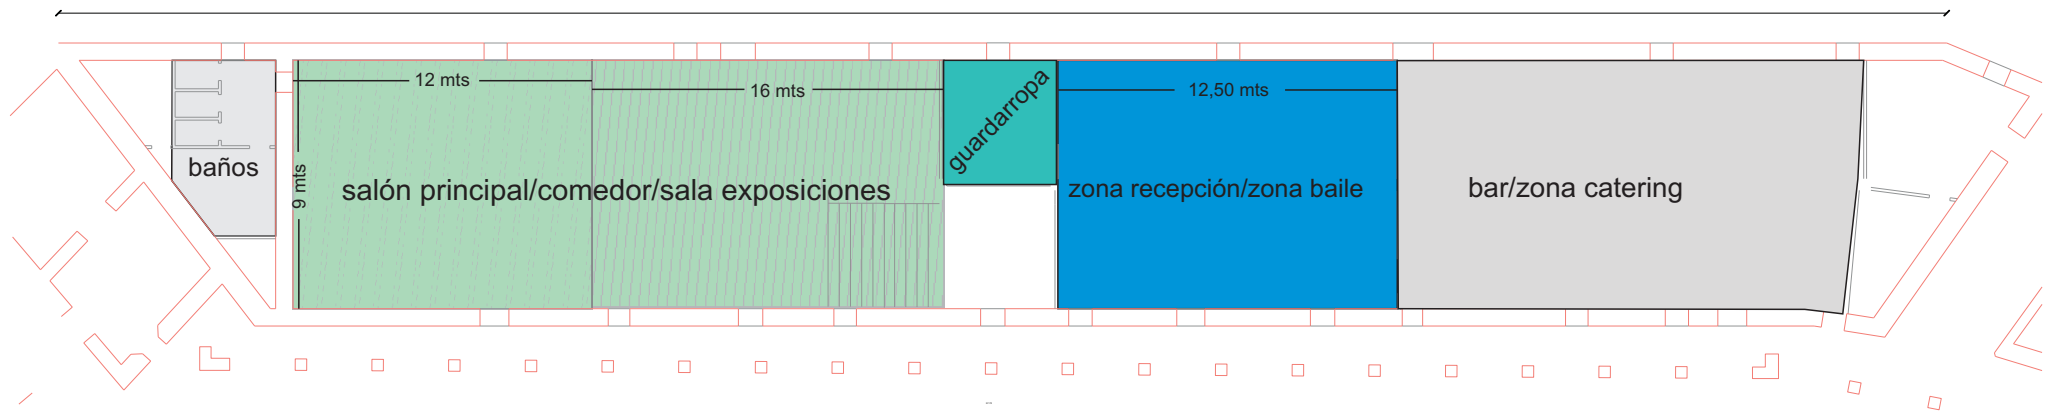 12 mts
16 mts
12,50 mts
guardarropa
baños
9 mts
salón principal/comedor/sala exposiciones
zona recepción/zona baile
bar/zona catering